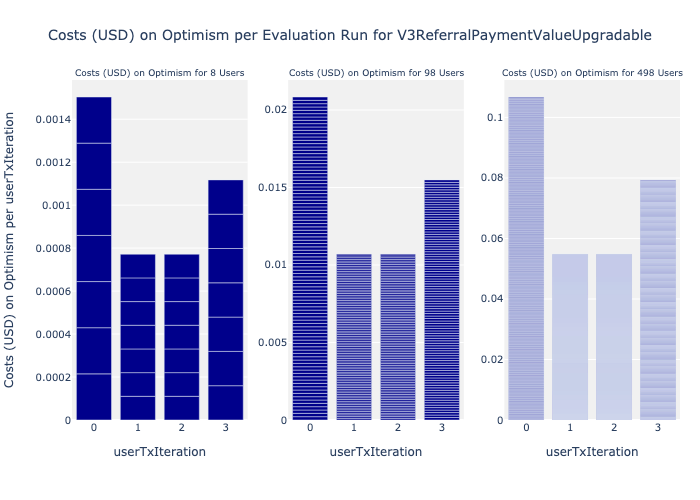 Costs (USD) on Optimism per Evaluation Run for V3ReferralPaymentValueUpgradable
Costs (USD) on Optimism per userTxIteration
Costs (USD) on Optimism for 8 Users
0.0014
0.0012
0.001
0.0008
0.0006
0.0004
0.0002
0
0 1 2 3
userTxIteration
Costs (USD) on Optimism for 98 Users
0.02
0.015
0.01
0.005
0
0 1 2 3
userTxIteration
Costs (USD) on Optimism for 498 Users
0.1
0.08
0.06
0.04
0.02
0
0 1 2 3
userTxIteration